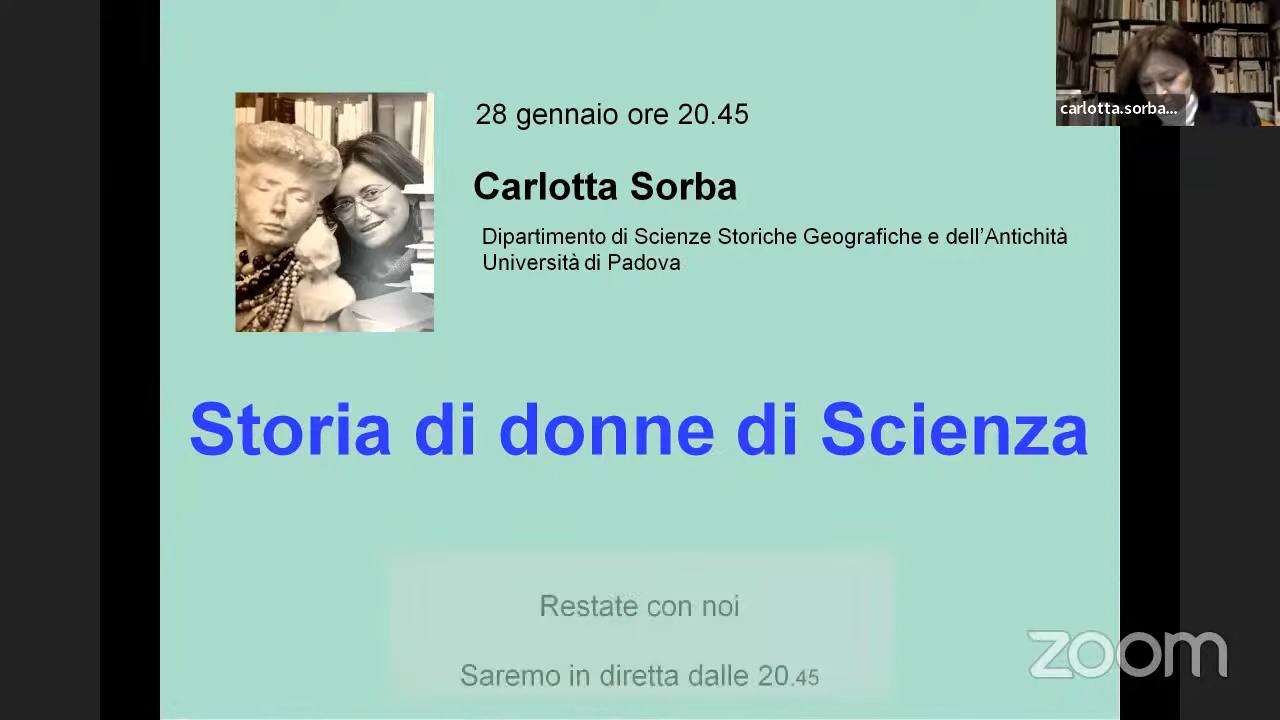 28 gennaio ore 20.45
carlotta.sorba...
Carlotta Sorba
Dipartimento di Scienze Storiche Geografiche e dell'Antichità
Università di Padova
Storia di donne di Scienza
Restate con noi
Saremo in diretta dalle 20.45
zoom